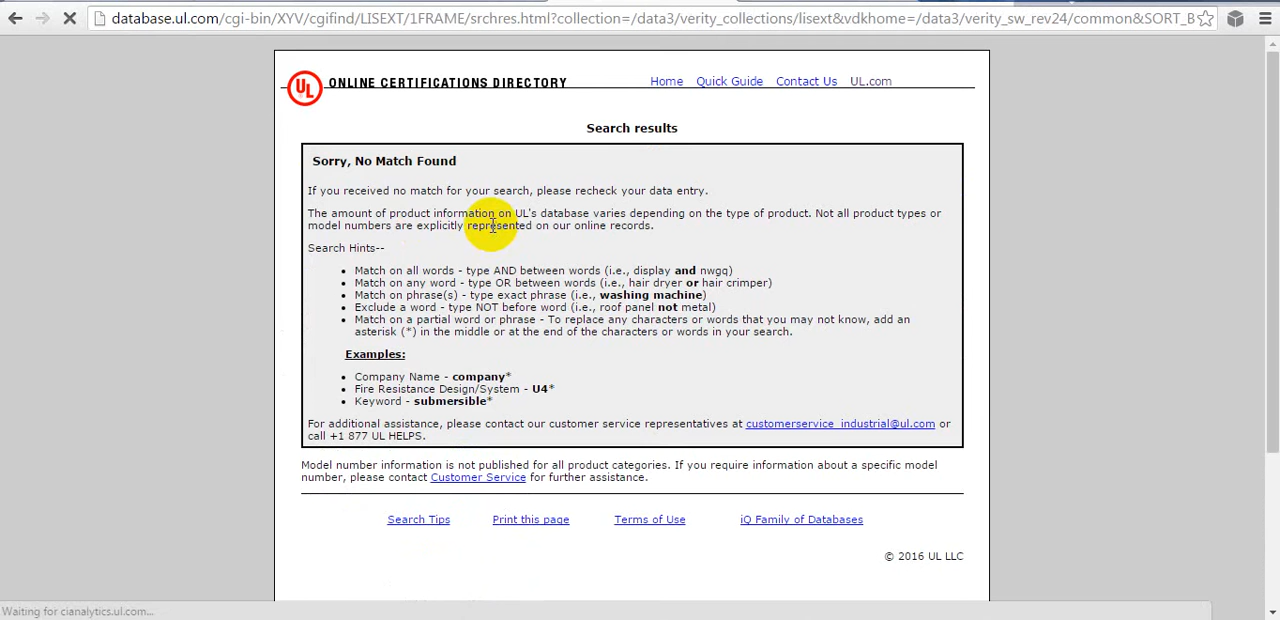 database.ul.com/cgi-bin/XYV/cgifind/LISEXT/1FRAME/srchres.html?collection=/data3/verity_collections/lisext&vdkhome=/data3/verity_sw_rev24/common&SORT_B
UL ONLINE CERTIFICATIONS DIRECTORY Home Quick Guide Contact Us UL.com
Search results
Sorry, No Match Found
If you received no match for your search, please recheck your data entry.
The amount of product information on UL's database varies depending on the type of product. Not all product types or
model numbers are explicitly represented on our online records.
Search Hints--
• Match on all words - type AND between words (i.e., display and nwgq)
• Match on any word - type OR between words (i.e., hair dryer or hair crimper)
• Match on phrase(s) - type exact phrase (i.e., washing machine)
• Exclude a word - type NOT before word (i.e., roof panel not metal)
• Match on a partial word or phrase - To replace any characters or words that you may not know, add an
asterisk (*) in the middle or at the end of the characters or words in your search.
Examples:
• Company Name - company*
• Fire Resistance Design/System - U4*
• Keyword - submersible*
For additional assistance, please contact our customer service representatives at customerservice_industrial@ul.com or
call +1 877 UL HELPS.
Model number information is not published for all product categories. If you require information about a specific model
number, please contact Customer Service for further assistance.
Search Tips Print this page Terms of Use iQ Family of Databases
© 2016 UL LLC
Waiting for cianalytics.ul.com...